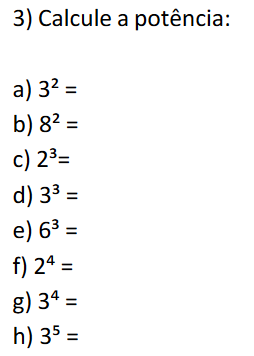 3) Calcule a potência:
a) 3² =
b) 8² =
c) 2³=
d) 3³ =
e) 6³ =
f) 2⁴ =
g) 3⁴ =
h) 3⁵ =